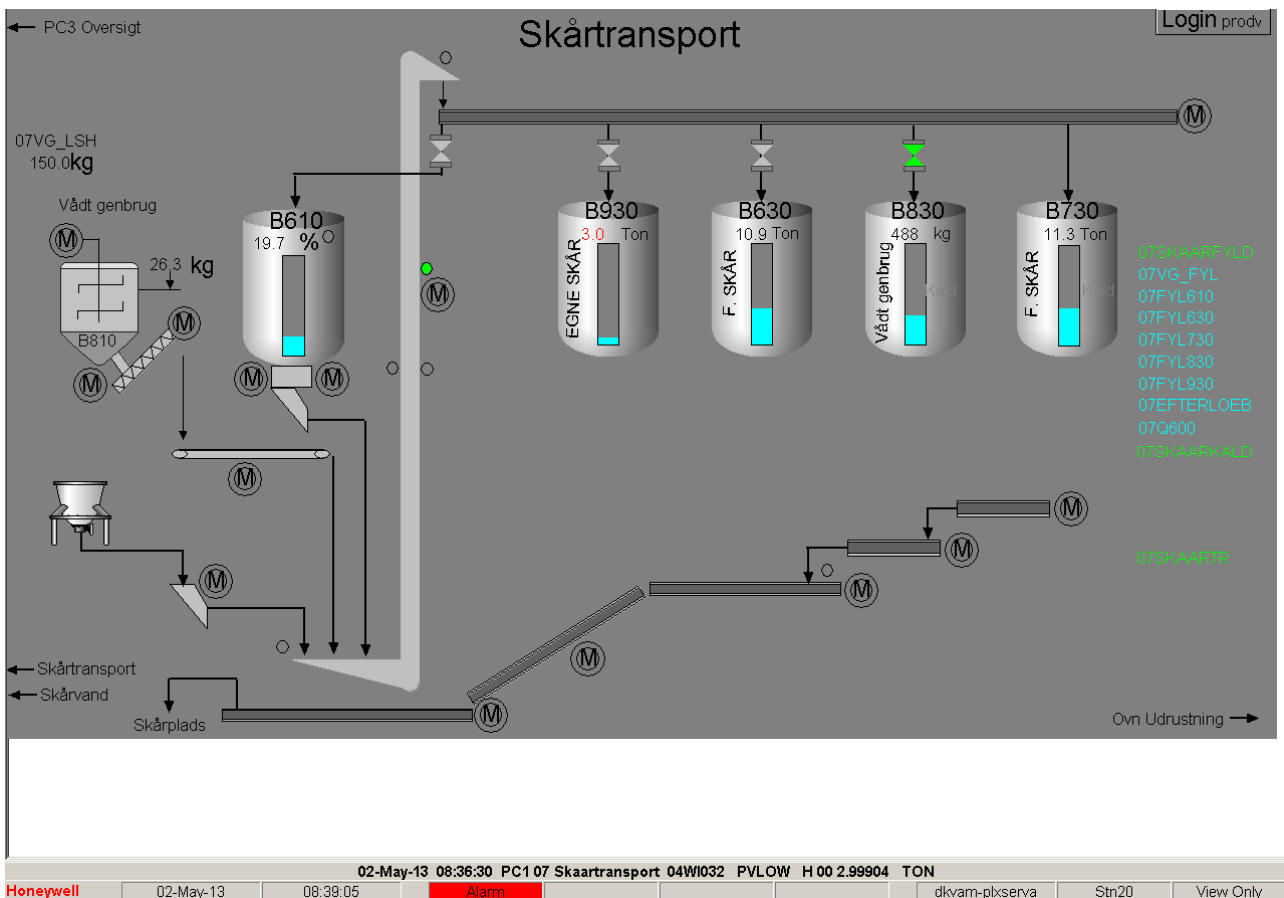 PC3 Oversigt
Skårtransport
Login prodv
07VG_LSH
150.0kg
Vådt genbrug
M
26.3 kg
B810
M
M
B610
19.7 %
M
M
M
M
B930
3.0 Ton
EGNE SKÅR
B630
10.9 Ton
F. SKÅR
B830
488 kg
Vådt genbrug
Kald
B730
11.3 Ton
F. SKÅR
Kald
M
07SKAARFYLD
07VG_FYL
07FYL610
07FYL630
07FYL730
07FYL830
07FYL930
07EFTERLOEB
07Q600
07SKAARKALD
07SKAARTR
M
M
M
M
M
M
Skårtransport
Skårvand
Skårplads
Ovn Udrustning
02-May-13 08:36:30 PC1 07 Skaartransport 04WI032 PVLOW H 00 2.99904 TON
Honeywell 02-May-13 08:39:05 Alarm dkvam-plxserva Stn20 View Only